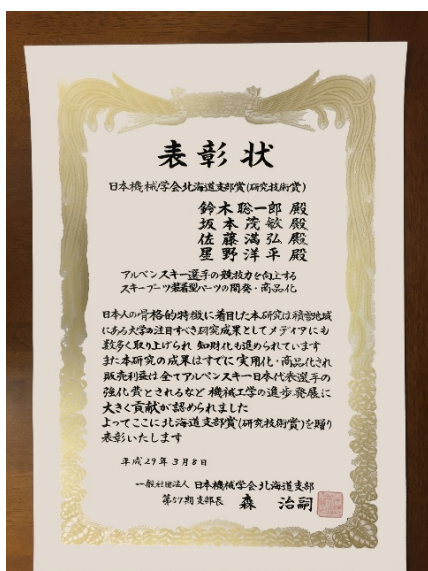 表彰状
日本機械学会北海道支部賞(研究技術賞)
鈴木聡一郎 殿
坂本茂敏 殿
佐藤満弘 殿
星野洋平 殿
アルペンスキー選手の競技力を向上する
スキーブーツ装着型パーツの開発・商品化
日本人の骨格的特徴に着目した本研究は積雪地域
にある大学の注目すべき研究成果としてメディアにも
数多く取り上げられ 知財化も進められています
また本研究の成果はすでに実用化・商品化され
販売利益は全てアルペンスキー日本代表選手の
強化費とされるなど 機械工学の進歩発展に
大きく貢献が認められました
よってここに北海道支部賞(研究技術賞)を贈り
表彰いたします
平成29年3月8日
一般社団法人 日本機械学会北海道支部
第57期支部長 森 治嗣